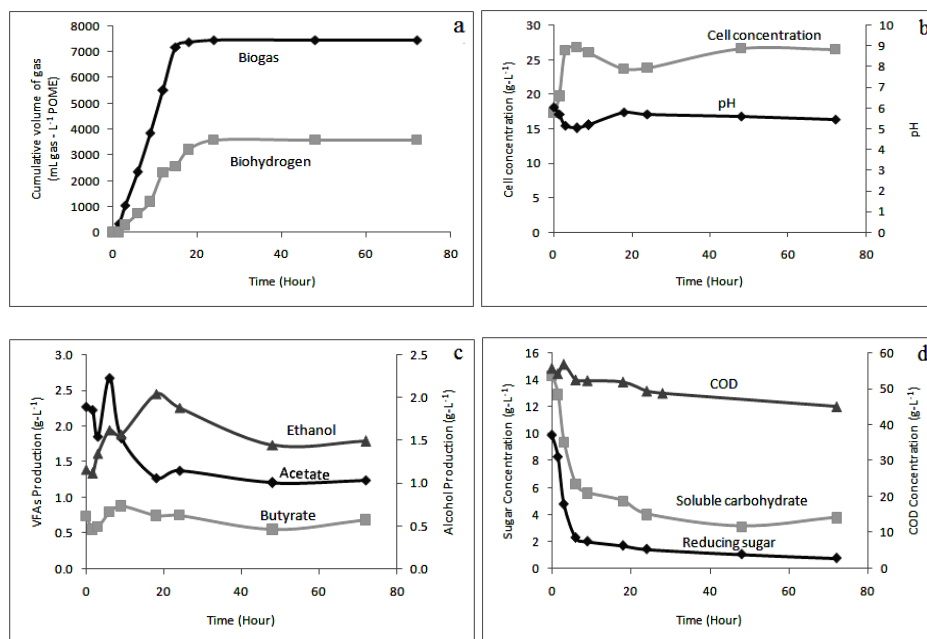 a
Cumulative volume of gas
(mL gas - L⁻¹ POME)
8000
7000
6000
5000
4000
3000
2000
1000
0
Biogas
Biohydrogen
0 20 40 60 80
Time (Hour)
b
Cell concentration (g-L⁻¹)
30
25
20
15
10
5
0
Cell concentration
pH
10
9
8
7
6
5
4
3
2
1
0
pH
0 20 40 60 80
Time (Hour)
c
VFAs Production (g-L⁻¹)
3.0
2.5
2.0
1.5
1.0
0.5
0.0
Ethanol
Acetate
Butyrate
2.5
2.0
1.5
1.0
0.5
0.0
Alcohol Production (g-L⁻¹)
0 20 40 60 80
Time (Hour)
d
Sugar Concentration (g-L⁻¹)
16
14
12
10
8
6
4
2
0
COD
Soluble carbohydrate
Reducing sugar
60
50
40
30
20
10
0
COD Concentration (g-L⁻¹)
0 20 40 60 80
Time (Hour)